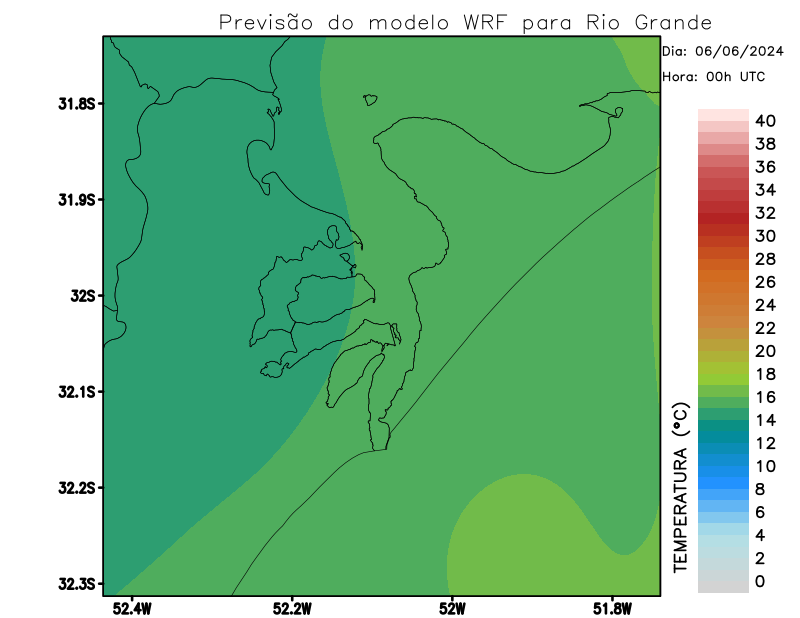 Previsão do modelo WRF para Rio Grande
Dia: 06/06/2024
Hora: 00h UTC
31.8S
31.9S
32S
32.1S
32.2S
32.3S
52.4W
52.2W
52W
51.8W
TEMPERATURA (°C)
40
38
36
34
32
30
28
26
24
22
20
18
16
14
12
10
8
6
4
2
0